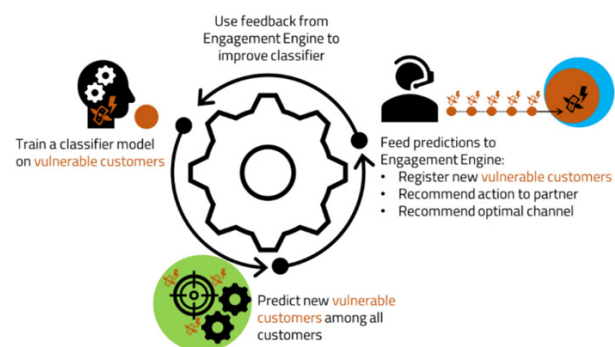 Use feedback from
Engagement Engine to
improve classifier
Train a classifier model
on vulnerable customers
Feed predictions to
Engagement Engine:
• Register new vulnerable customers
• Recommend action to partner
• Recommend optimal channel
Predict new vulnerable
customers among all
customers